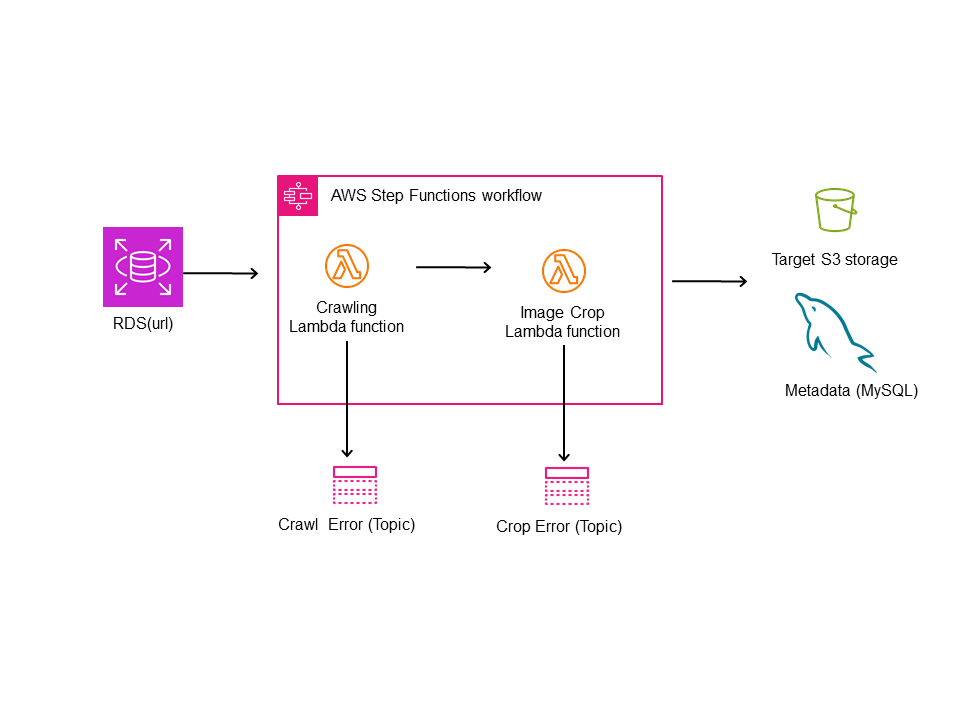 AWS Step Functions workflow
RDS(url)
Crawling
Lambda function
Image Crop
Lambda function
Target S3 storage
Metadata (MySQL)
Crawl  Error (Topic)
Crop Error (Topic)